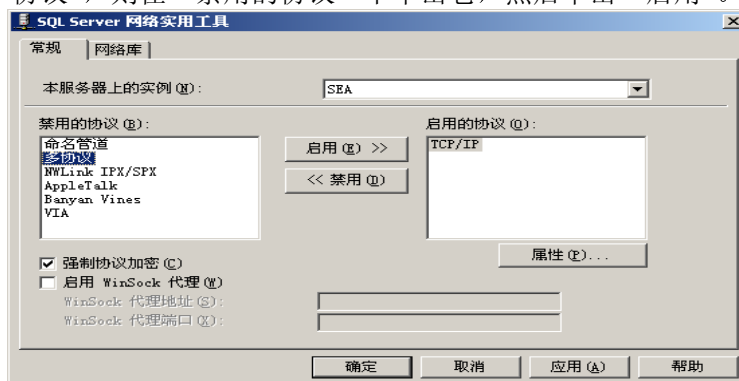 SQL Server 网络实用工具
常规 网络库
本服务器上的实例(N): SEA
禁用的协议(B): 启用的协议(O):
命名管道
多协议
NWLink IPX/SPX
AppleTalk
Banyan Vines
VIA
启用(E) >>
<< 禁用(D)
TCP/IP
属性(P)...
强制协议加密(C)
启用 WinSock 代理(W)
WinSock 代理地址(S):
WinSock 代理端口(X):
确定 取消 应用(A) 帮助